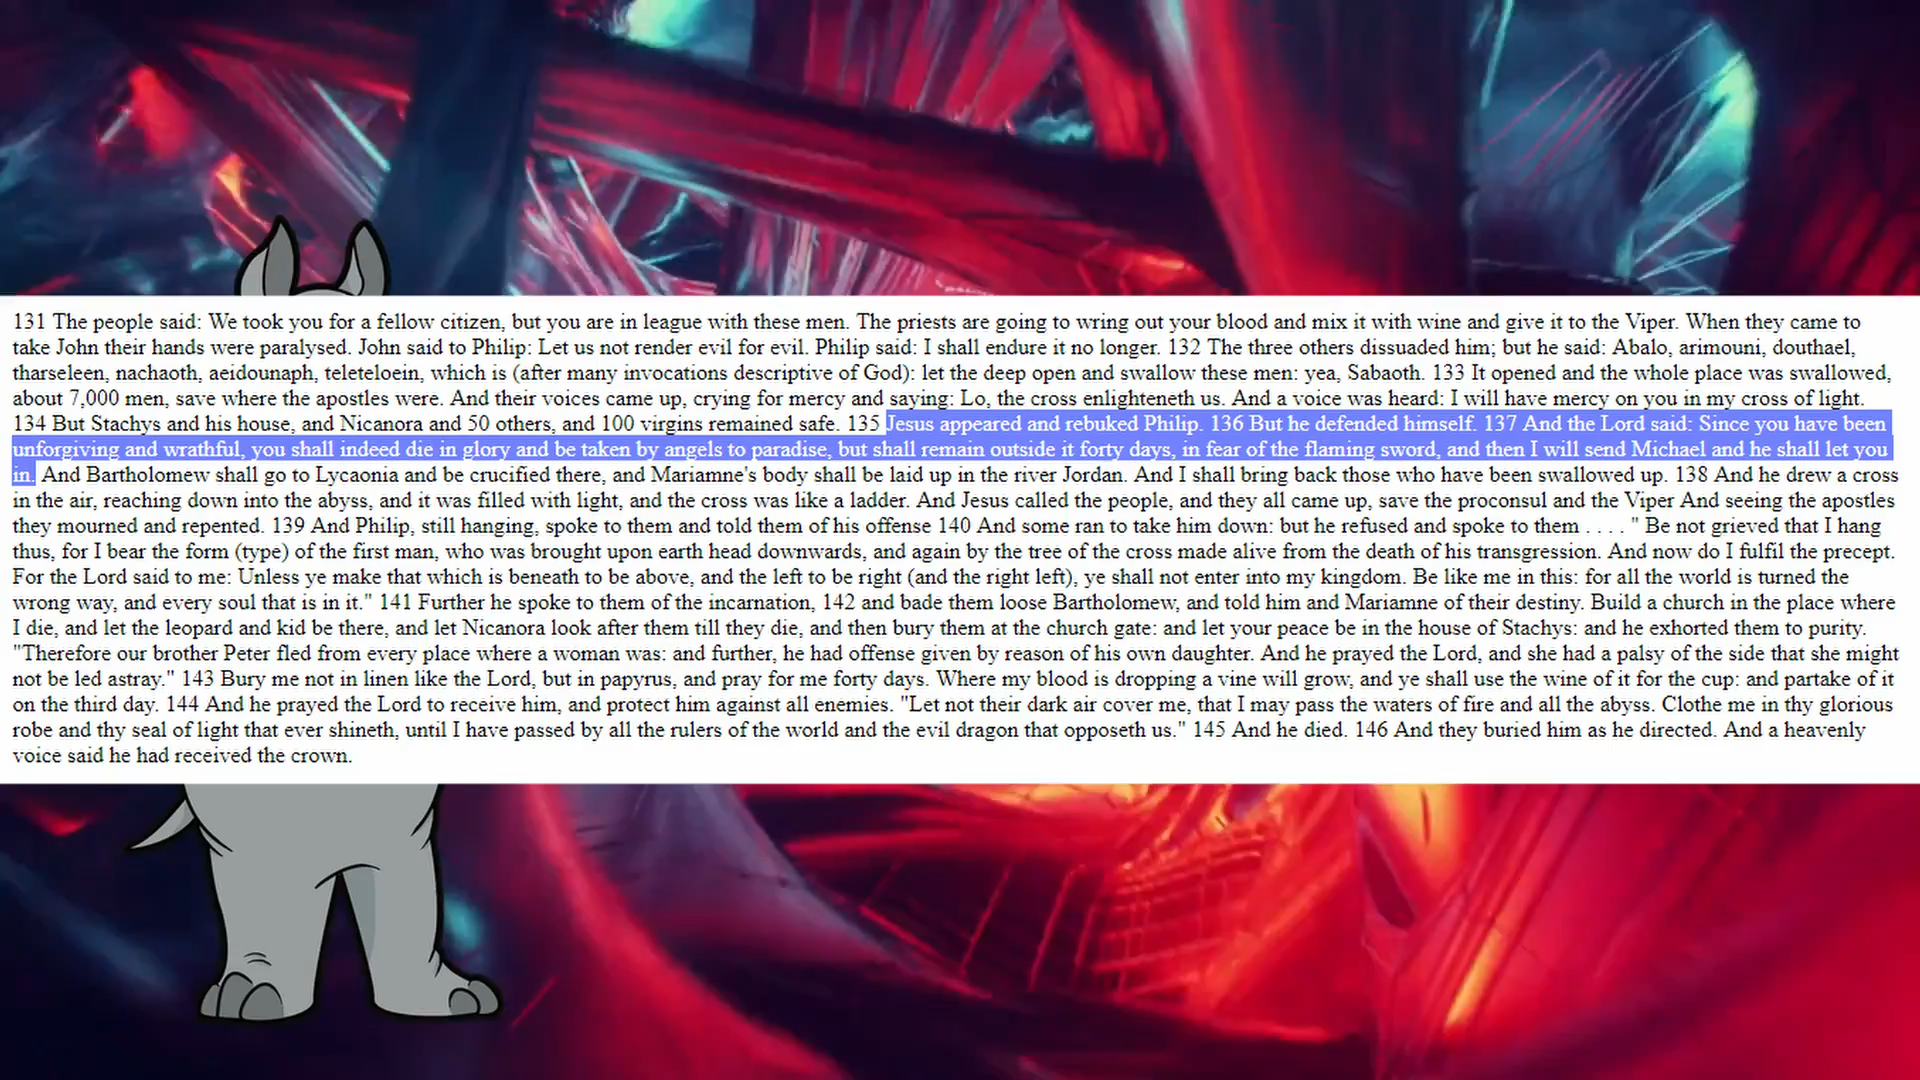 131 The people said: We took you for a fellow citizen, but you are in league with these men. The priests are going to wring out your blood and mix it with wine and give it to the Viper. When they came to
take John their hands were paralysed. John said to Philip: Let us not render evil for evil. Philip said: I shall endure it no longer. 132 The three others dissuaded him; but he said: Abalo, arimouni, douthael,
tharseleen, nachaoth, aeidounaph, teleteloein, which is (after many invocations descriptive of God): let the deep open and swallow these men: yea, Sabaoth. 133 It opened and the whole place was swallowed,
about 7,000 men, save where the apostles were. And their voices came up, crying for mercy and saying: Lo, the cross enlighteneth us. And a voice was heard: I will have mercy on you in my cross of light.
134 But Stachys and his house, and Nicanora and 50 others, and 100 virgins remained safe. 135 Jesus appeared and rebuked Philip. 136 But he defended himself. 137 And the Lord said: Since you have been
unforgiving and wrathful, you shall indeed die in glory and be taken by angels to paradise, but shall remain outside it forty days, in fear of the flaming sword, and then I will send Michael and he shall let you
in. And Bartholomew shall go to Lycaonia and be crucified there, and Mariamne's body shall be laid up in the river Jordan. And I shall bring back those who have been swallowed up. 138 And he drew a cross
in the air, reaching down into the abyss, and it was filled with light, and the cross was like a ladder. And Jesus called the people, and they all came up, save the proconsul and the Viper And seeing the apostles
they mourned and repented. 139 And Philip, still hanging, spoke to them and told them of his offense 140 And some ran to take him down: but he refused and spoke to them . . . . " Be not grieved that I hang
thus, for I bear the form (type) of the first man, who was brought upon earth head downwards, and again by the tree of the cross made alive from the death of his transgression. And now do I fulfil the precept.
For the Lord said to me: Unless ye make that which is beneath to be above, and the left to be right (and the right left), ye shall not enter into my kingdom. Be like me in this: for all the world is turned the
wrong way, and every soul that is in it." 141 Further he spoke to them of the incarnation, 142 and bade them loose Bartholomew, and told him and Mariamne of their destiny. Build a church in the place where
I die, and let the leopard and kid be there, and let Nicanora look after them till they die, and then bury them at the church gate: and let your peace be in the house of Stachys: and he exhorted them to purity.
"Therefore our brother Peter fled from every place where a woman was: and further, he had offense given by reason of his own daughter. And he prayed the Lord, and she had a palsy of the side that she might
not be led astray." 143 Bury me not in linen like the Lord, but in papyrus, and pray for me forty days. Where my blood is dropping a vine will grow, and ye shall use the wine of it for the cup: and partake of it
on the third day. 144 And he prayed the Lord to receive him, and protect him against all enemies. "Let not their dark air cover me, that I may pass the waters of fire and all the abyss. Clothe me in thy glorious
robe and thy seal of light that ever shineth, until I have passed by all the rulers of the world and the evil dragon that opposeth us." 145 And he died. 146 And they buried him as he directed. And a heavenly
voice said he had received the crown.